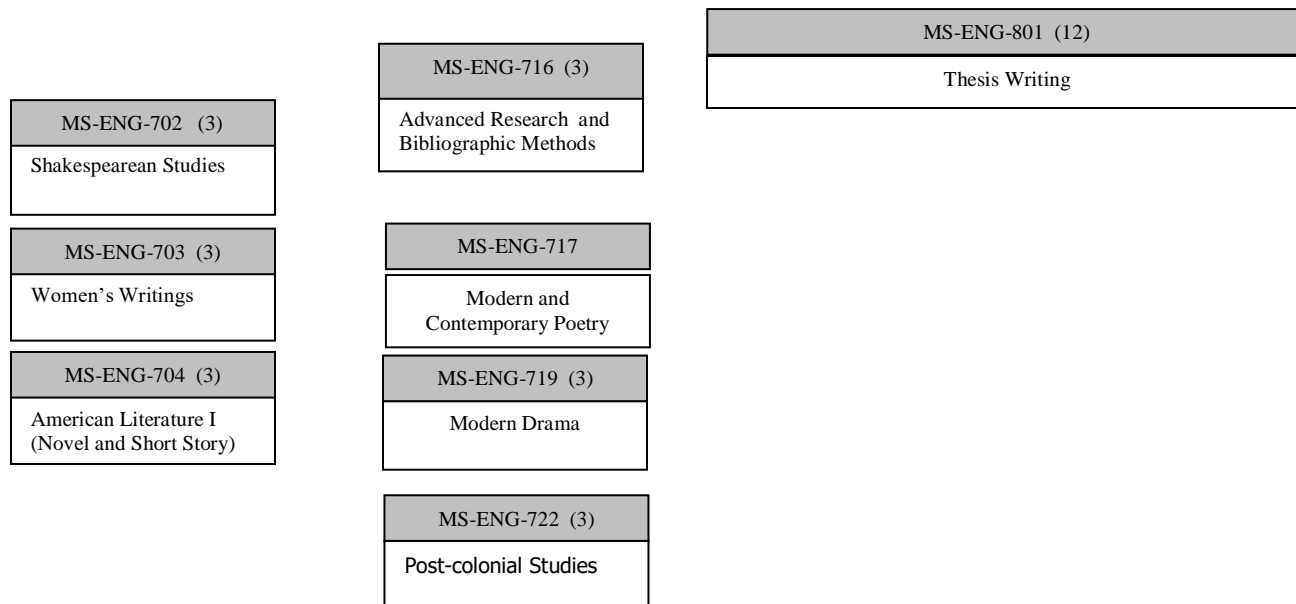 MS-ENG-702 (3)
Shakespearean Studies
MS-ENG-703 (3)
Women's Writings
MS-ENG-704 (3)
American Literature I
(Novel and Short Story)
MS-ENG-716 (3)
Advanced Research and
Bibliographic Methods
MS-ENG-717
Modern and
Contemporary Poetry
MS-ENG-719 (3)
Modern Drama
MS-ENG-722 (3)
Post-colonial Studies
MS-ENG-801 (12)
Thesis Writing